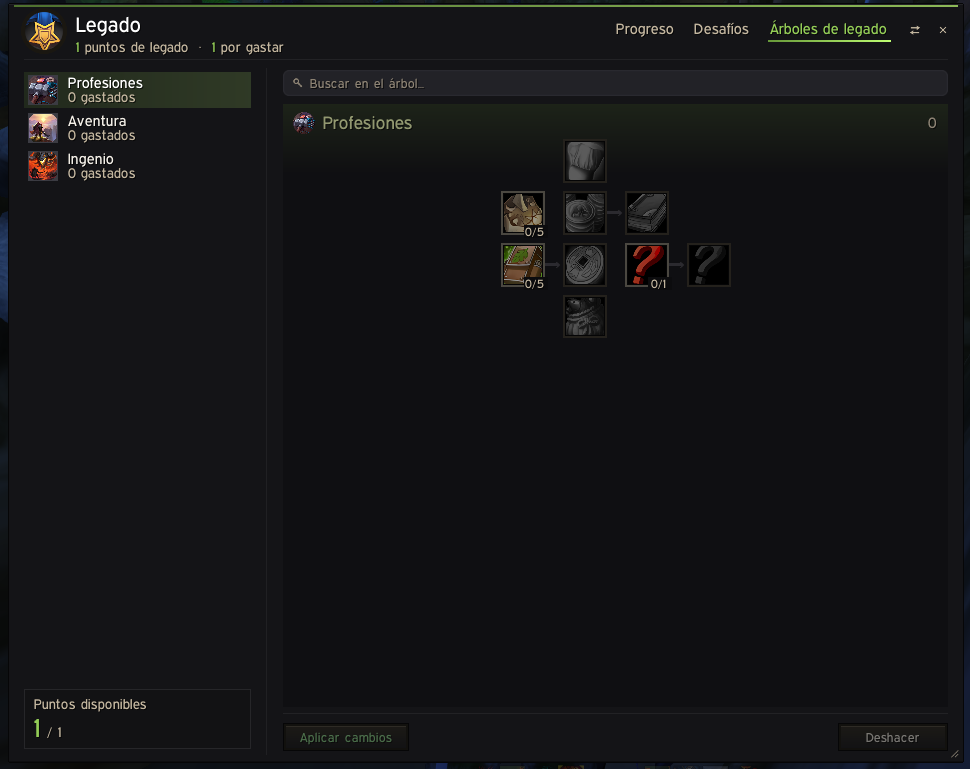 Legado
1 puntos de legado · 1 por gastar
Progreso
Desafíos
Árboles de legado
Profesiones
0 gastados
Aventura
0 gastados
Ingenio
0 gastados
Buscar en el árbol...
Profesiones
0
0/5
0/5
0/1
Puntos disponibles
1 / 1
Aplicar cambios
Deshacer